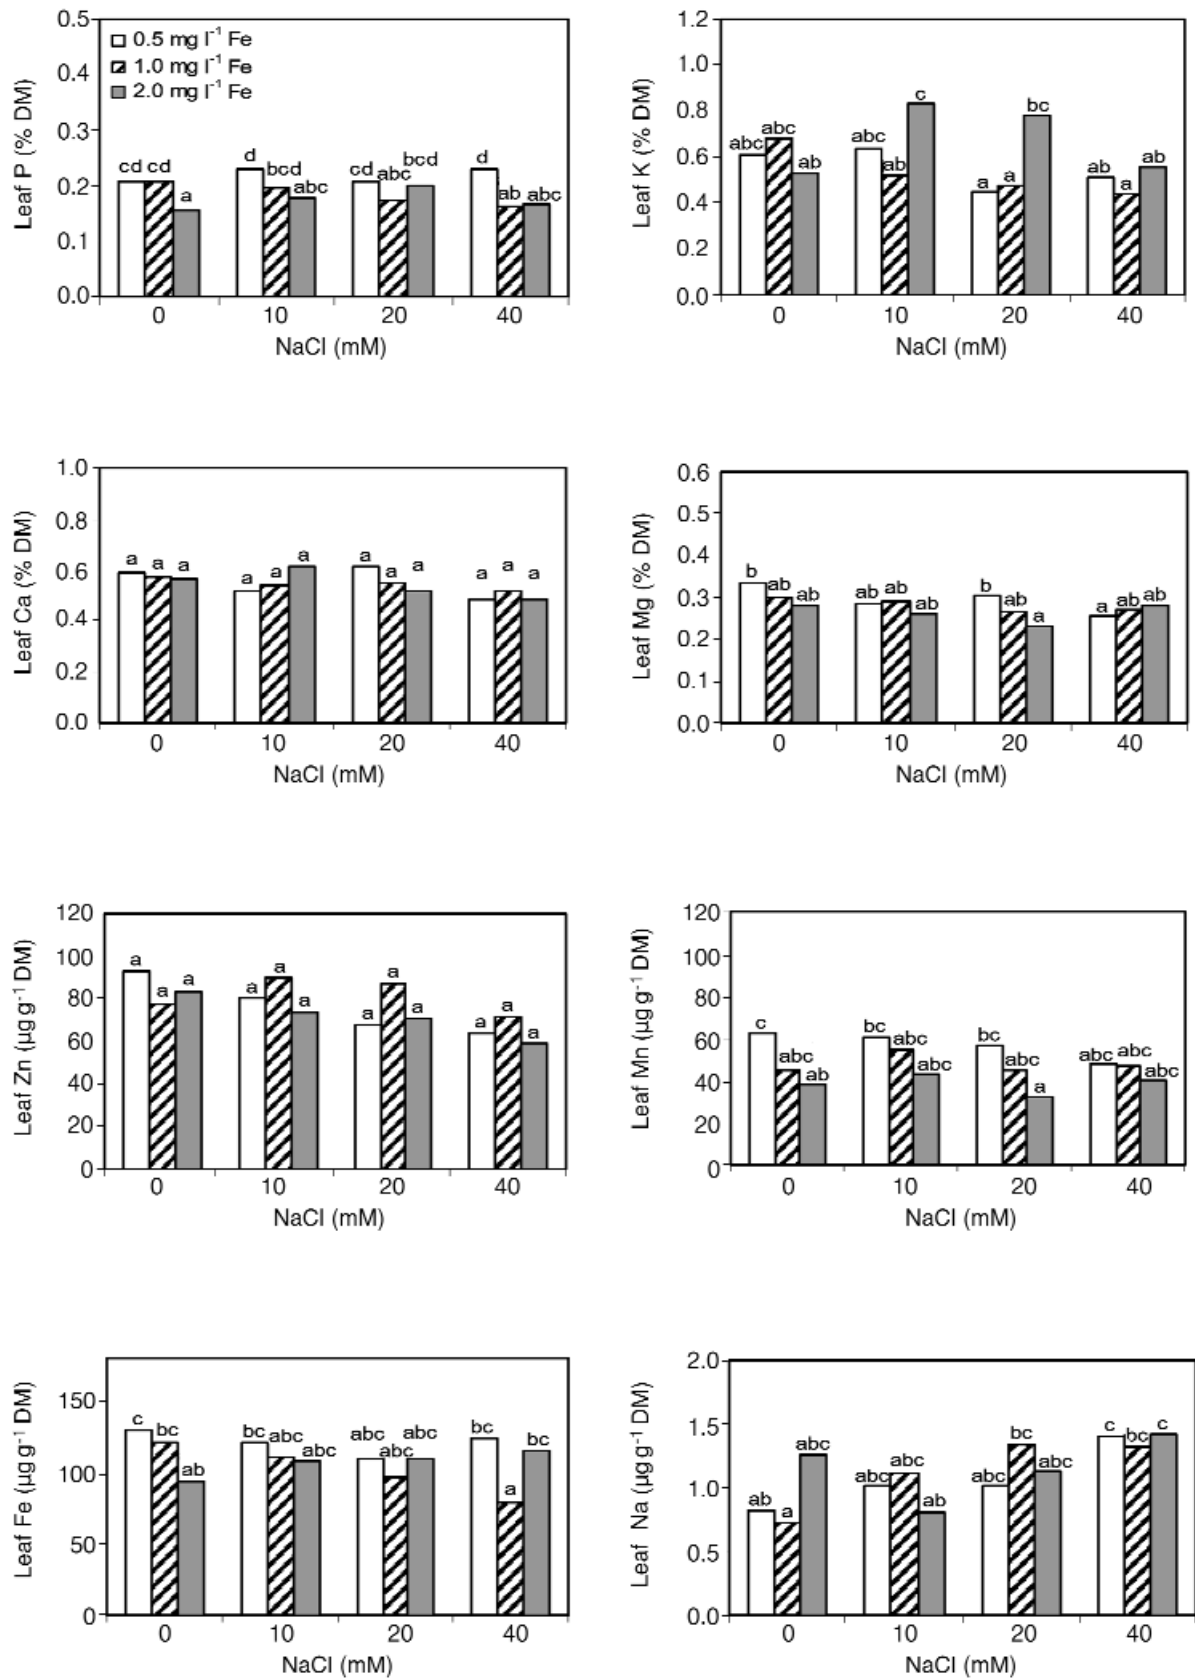 Leaf P (% DM)
0.5
0.4
0.3
0.2
0.1
0.0
0.5 mg l⁻¹ Fe
1.0 mg l⁻¹ Fe
2.0 mg l⁻¹ Fe
cd cd a
d bcd abc
cd abc bcd
d ab abc
0 10 20 40
NaCl (mM)
Leaf K (% DM)
1.2
1.0
0.8
0.6
0.4
0.2
0.0
abc abc ab
abc ab c
a a bc
ab a ab
0 10 20 40
NaCl (mM)
Leaf Ca (% DM)
1.0
0.8
0.6
0.4
0.2
0.0
a a a
a a a
a a a
a a a
0 10 20 40
NaCl (mM)
Leaf Mg (% DM)
0.6
0.5
0.4
0.3
0.2
0.1
0.0
b ab ab
ab ab ab
b ab a
a ab ab
0 10 20 40
NaCl (mM)
Leaf Zn (µg g⁻¹ DM)
120
100
80
60
40
20
0
a a a
a a a
a a a
a a a
0 10 20 40
NaCl (mM)
Leaf Mn (µg g⁻¹ DM)
120
100
80
60
40
20
0
c abc ab
bc abc abc
bc abc a
abc abc abc
0 10 20 40
NaCl (mM)
Leaf Fe (µg g⁻¹ DM)
150
100
50
0
c bc ab
bc abc abc
abc abc abc
bc a bc
0 10 20 40
NaCl (mM)
Leaf Na (µg g⁻¹ DM)
2.0
1.5
1.0
0.5
0.0
ab a abc
abc abc ab
abc bc abc
c bc c
0 10 20 40
NaCl (mM)